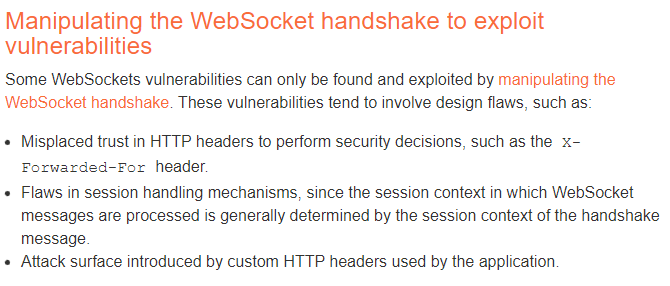 Manipulating the WebSocket handshake to exploit
vulnerabilities
Some WebSockets vulnerabilities can only be found and exploited by manipulating the
WebSocket handshake. These vulnerabilities tend to involve design flaws, such as:
• Misplaced trust in HTTP headers to perform security decisions, such as the X-
Forwarded-For header.
• Flaws in session handling mechanisms, since the session context in which WebSocket
messages are processed is generally determined by the session context of the handshake
message.
• Attack surface introduced by custom HTTP headers used by the application.